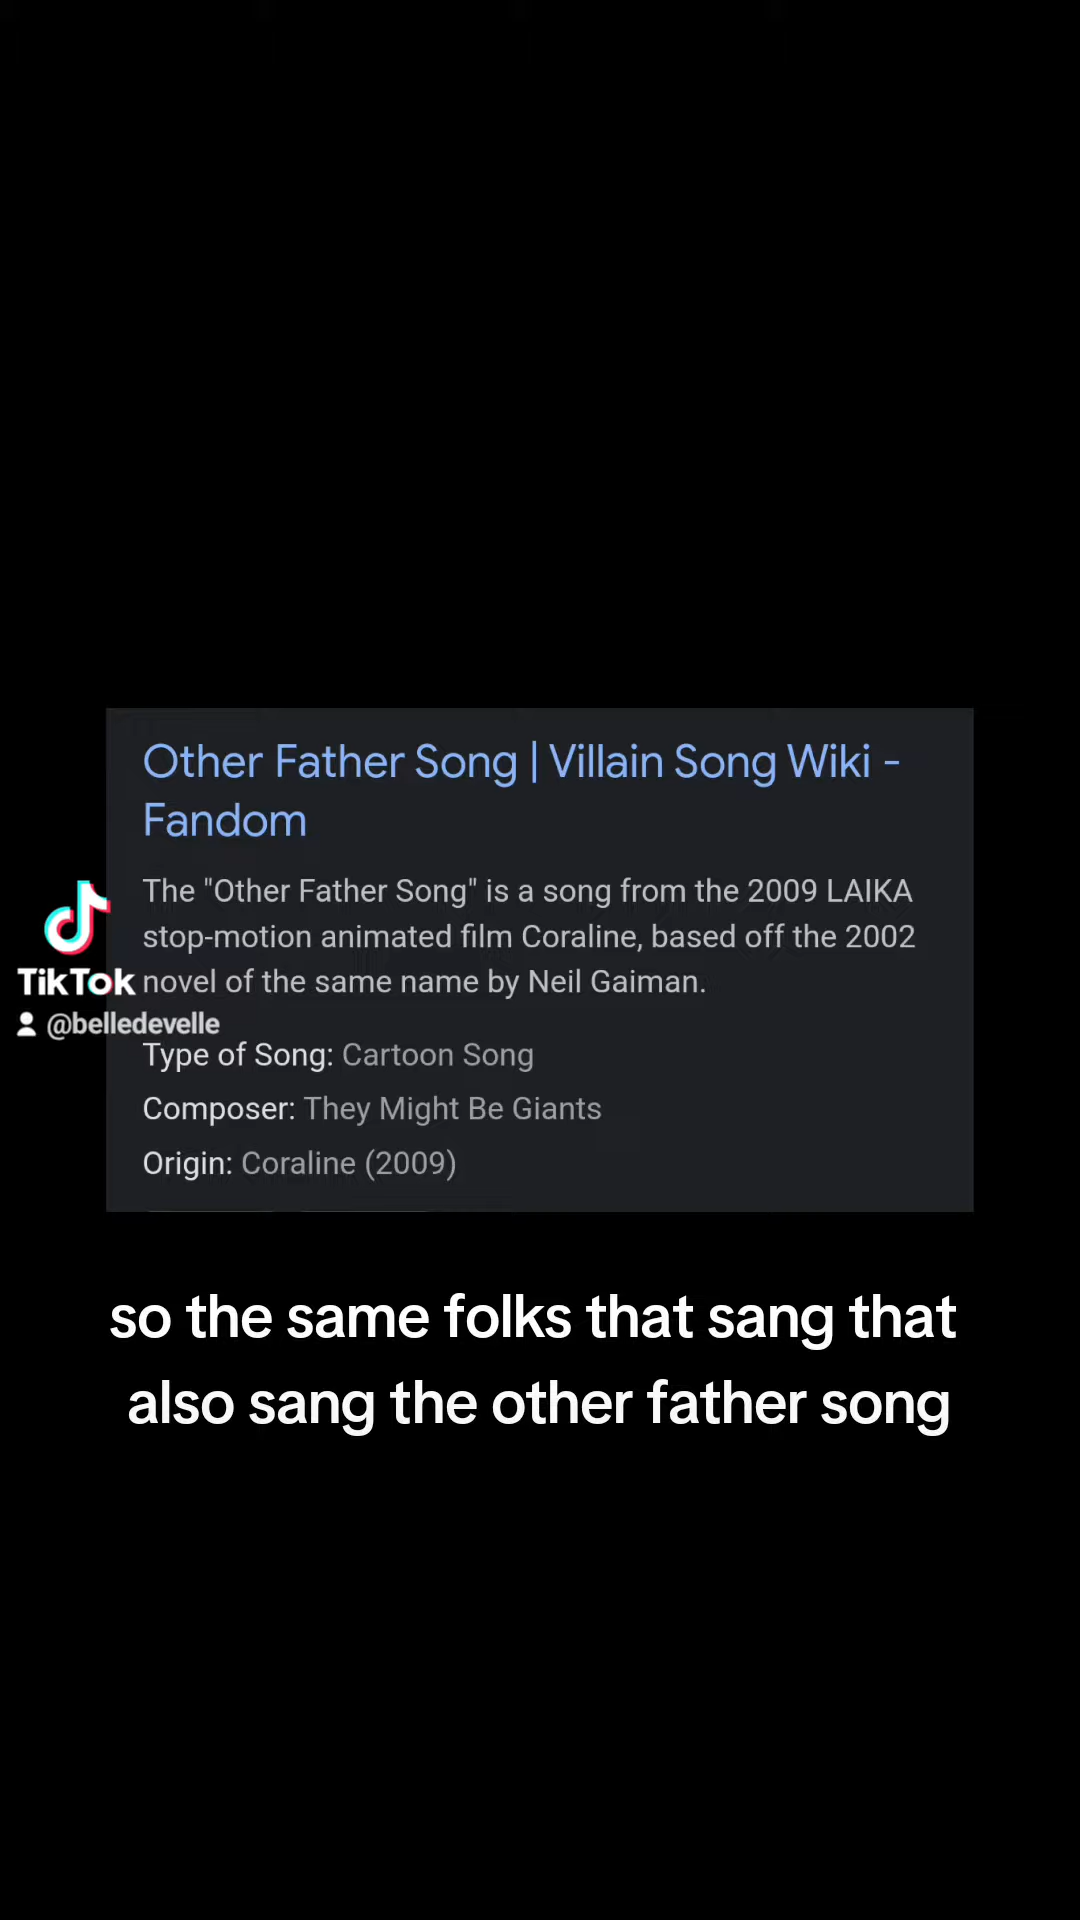 Other Father Song | Villain Song Wiki -
Fandom
The "Other Father Song" is a song from the 2009 LAIKA
stop-motion animated film Coraline, based off the 2002
novel of the same name by Neil Gaiman.
TikTok
@belledevelle
Type of Song: Cartoon Song
Composer: They Might Be Giants
Origin: Coraline (2009)
so the same folks that sang that
also sang the other father song